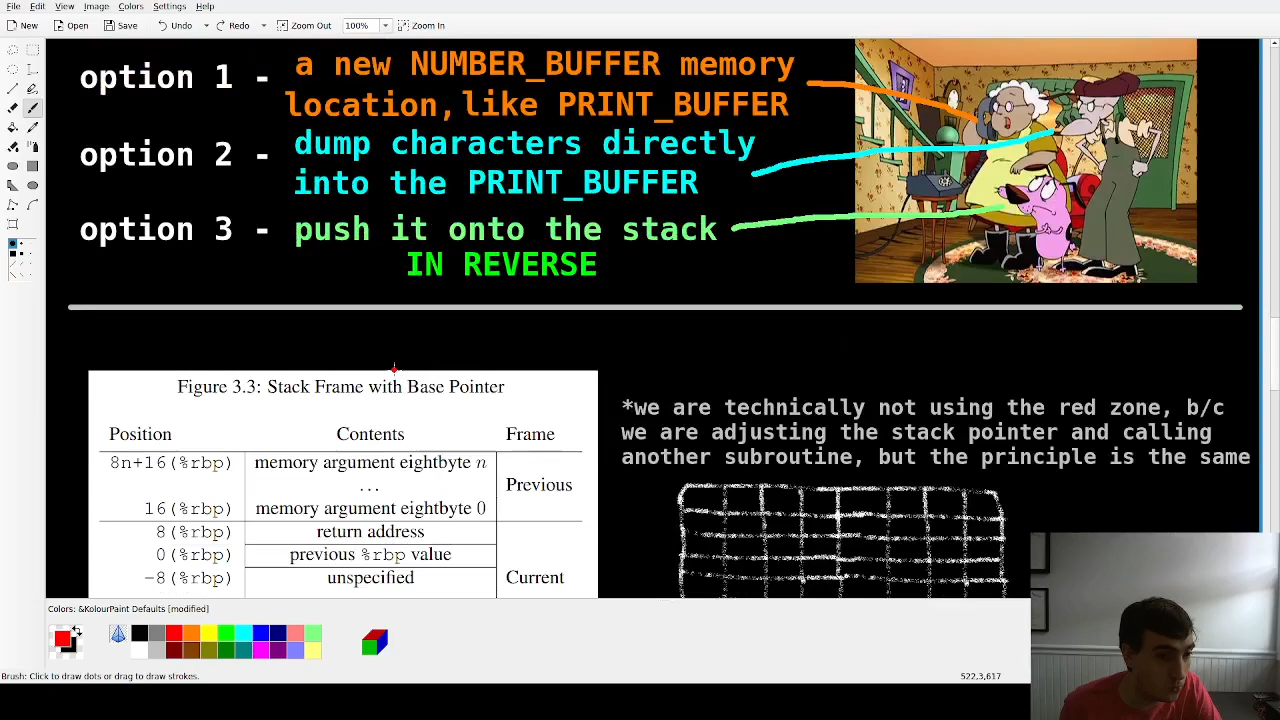 File Edit View Image Colors Settings Help
New Open Save Undo Redo Zoom Out 100% Zoom In
option 1 - a new NUMBER_BUFFER memory
location, like PRINT_BUFFER
option 2 - dump characters directly
into the PRINT_BUFFER
option 3 - push it onto the stack
IN REVERSE
Figure 3.3: Stack Frame with Base Pointer
Position Contents Frame
8n+16(%rbp) memory argument eightbyte n
... Previous
16(%rbp) memory argument eightbyte 0
8(%rbp) return address
0(%rbp) previous %rbp value
-8(%rbp) unspecified Current
*we are technically not using the red zone, b/c
we are adjusting the stack pointer and calling
another subroutine, but the principle is the same
Colors: &KolourPaint Defaults [modified]
Brush: Click to draw dots or drag to draw strokes.
522,3,617